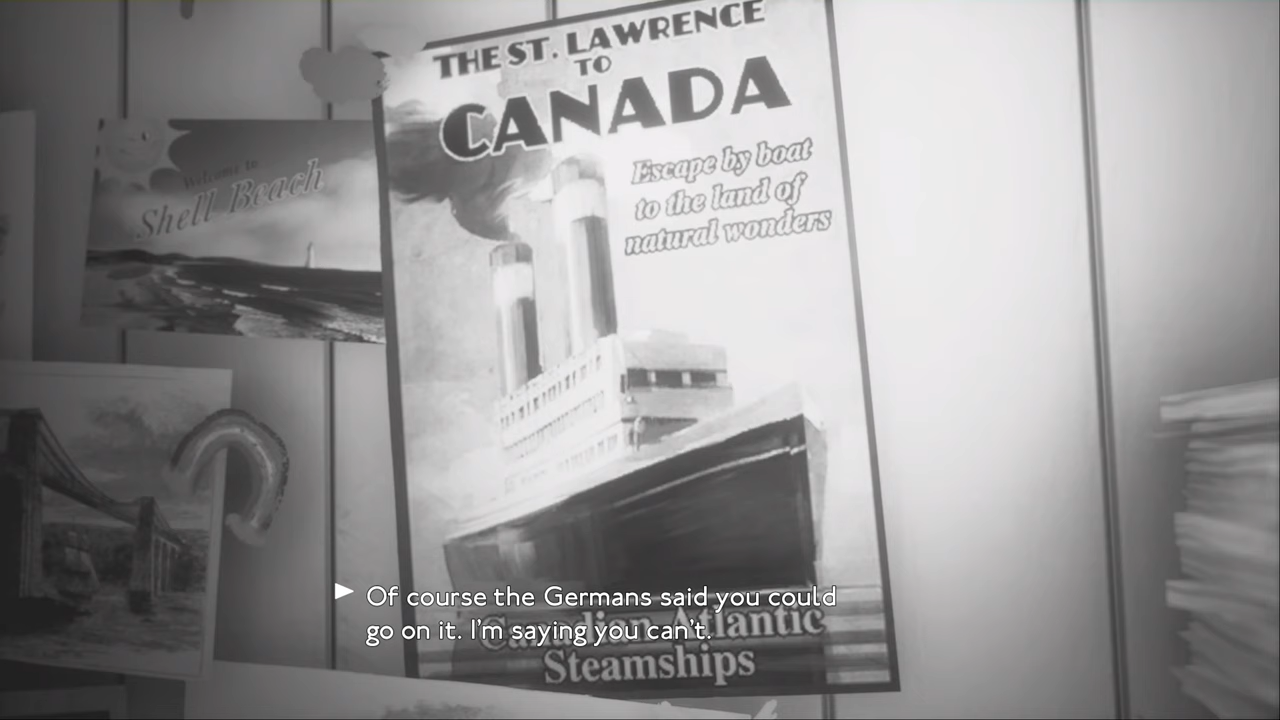 THE ST. LAWRENCE
TO
CANADA
Escape by boat
to the land of
natural wonders
Welcome to
Shell Beach
Of course the Germans said you could
go on it. I'm saying you can't.
Canadian Atlantic
Steamships